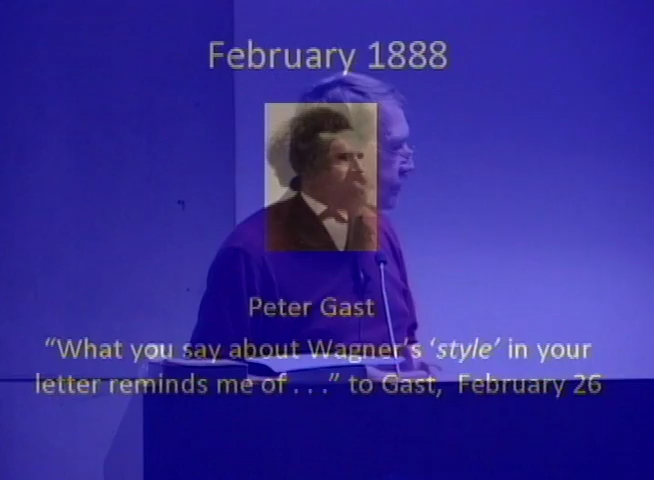 February 1888
Peter Gast
“What you say about Wagner’s ‘style’ in your
letter reminds me of . . .” to Gast,  February 26